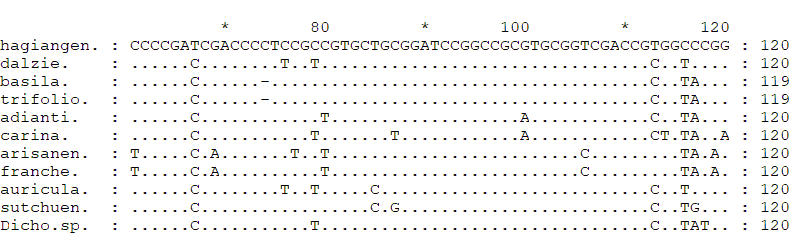 * 80 * 100 * 120
hagiangen. : CCCCGATCGACCCCTCCGCCGTGCTGCGGATCCGGCCGCGTGCGGTCGACCGTGGCCCGG : 120
dalzie. : ......C........T..T.................................C..T.... : 120
basila. : ......C......-......................................C..TA... : 119
trifolio. : ......C......-......................................C..TA... : 119
adianti. : ......C............T...................A............C..TA... : 120
carina. : ......C...........T.......T............A............CT.TA..A : 120
arisanen. : T.....C.A.......T..T.........................C.........TA.A. : 120
franche. : T.....C.A..........T.........................C.........TA.A. : 120
auricula. : ......C........T..T.....C...........................C..T.... : 120
sutchuen. : ......C.................C.G.........................C..TG... : 120
Dicho.sp. : ......C...........T.................................C..TAT.. : 120